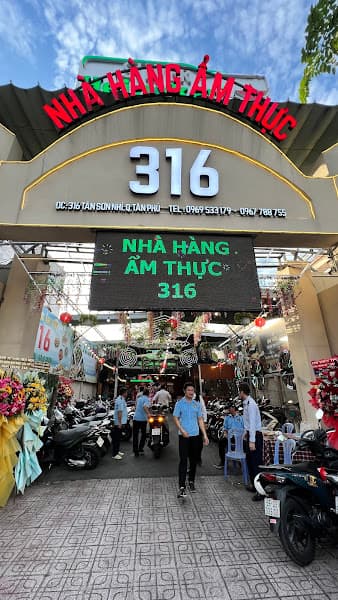 NHÀ HÀNG ẨM THỰC
316
ĐC: 316 TÂN SƠN NHÌ, Q.TÂN PHÚ - TEL: 0969 533 179 - 0967 788 755
NHÀ HÀNG
ẨM THỰC
316
16